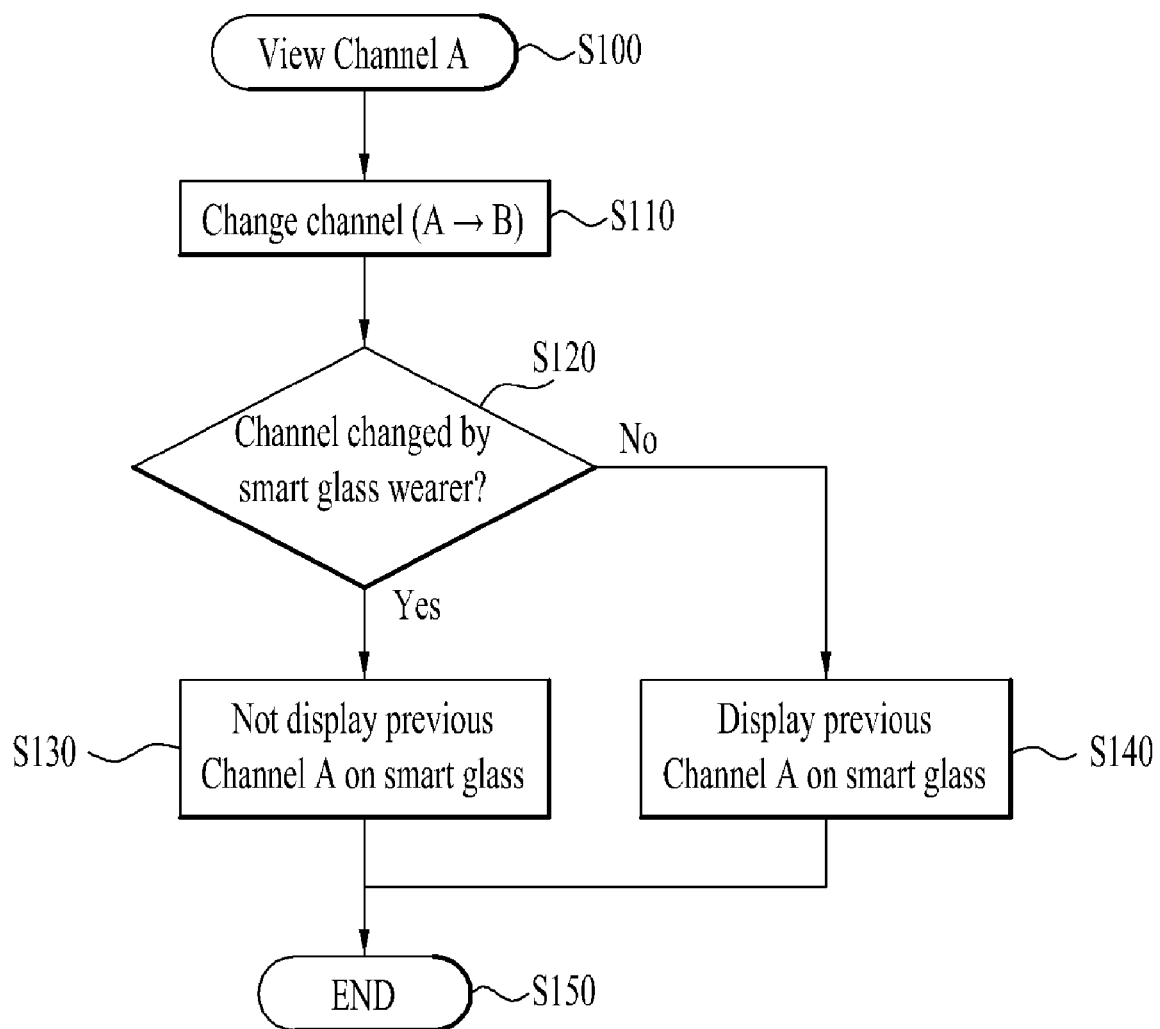 View Channel A
S100
Change channel (A → B)
S110
S120
Channel changed by
smart glass wearer?
No
Yes
Not display previous
Channel A on smart glass
S130
Display previous
Channel A on smart glass
S140
END
S150